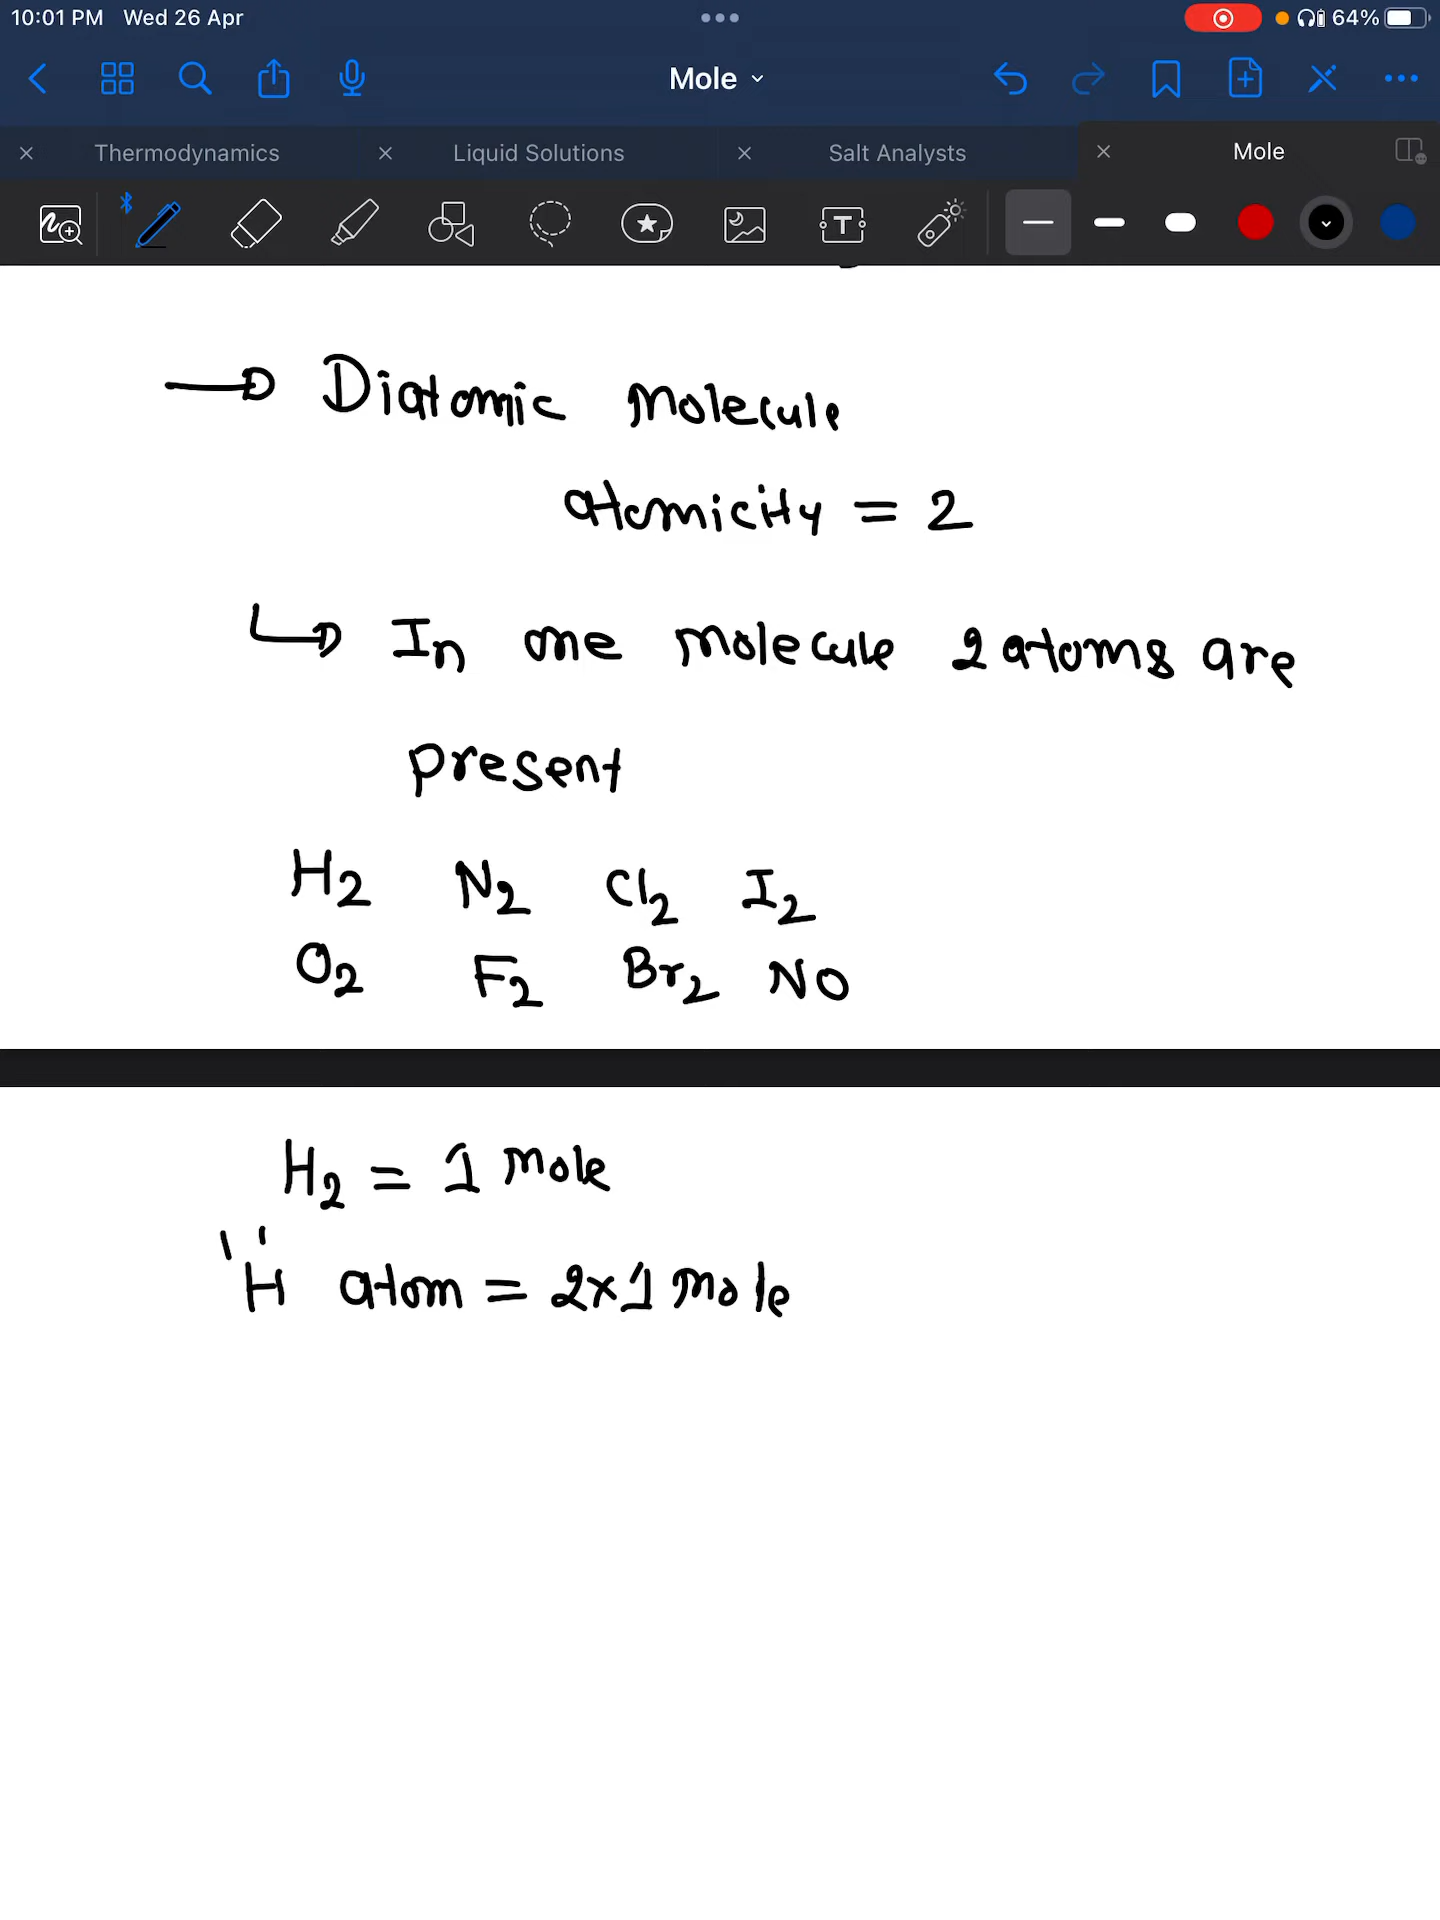 10:01 PM Wed 26 Apr 64%
Mole
Thermodynamics Liquid Solutions Salt Analysts Mole
Diatomic Molecule
atomicity = 2
In one molecule 2 atoms are
present
H₂ N₂ Cl₂ I₂
O₂ F₂ Br₂ NO
H₂ = 1 mole
"H atom = 2×1 mole